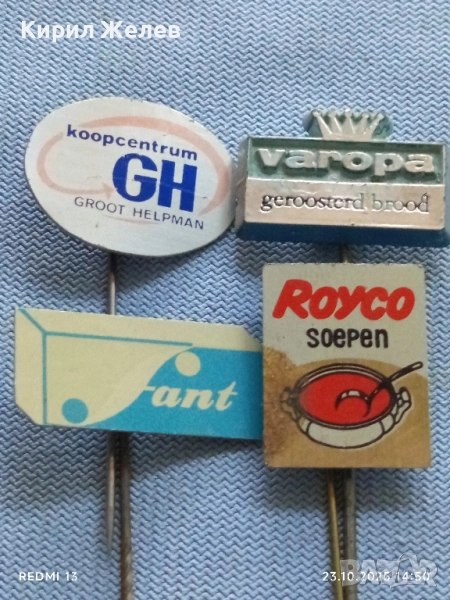 Кирил Желев
koopcentrum
GH
GROOT HELPMAN
varopa
geroosterd brood
Fant
ROYCO
SOEPEN
REDMI 13
23.10.2025 14:50